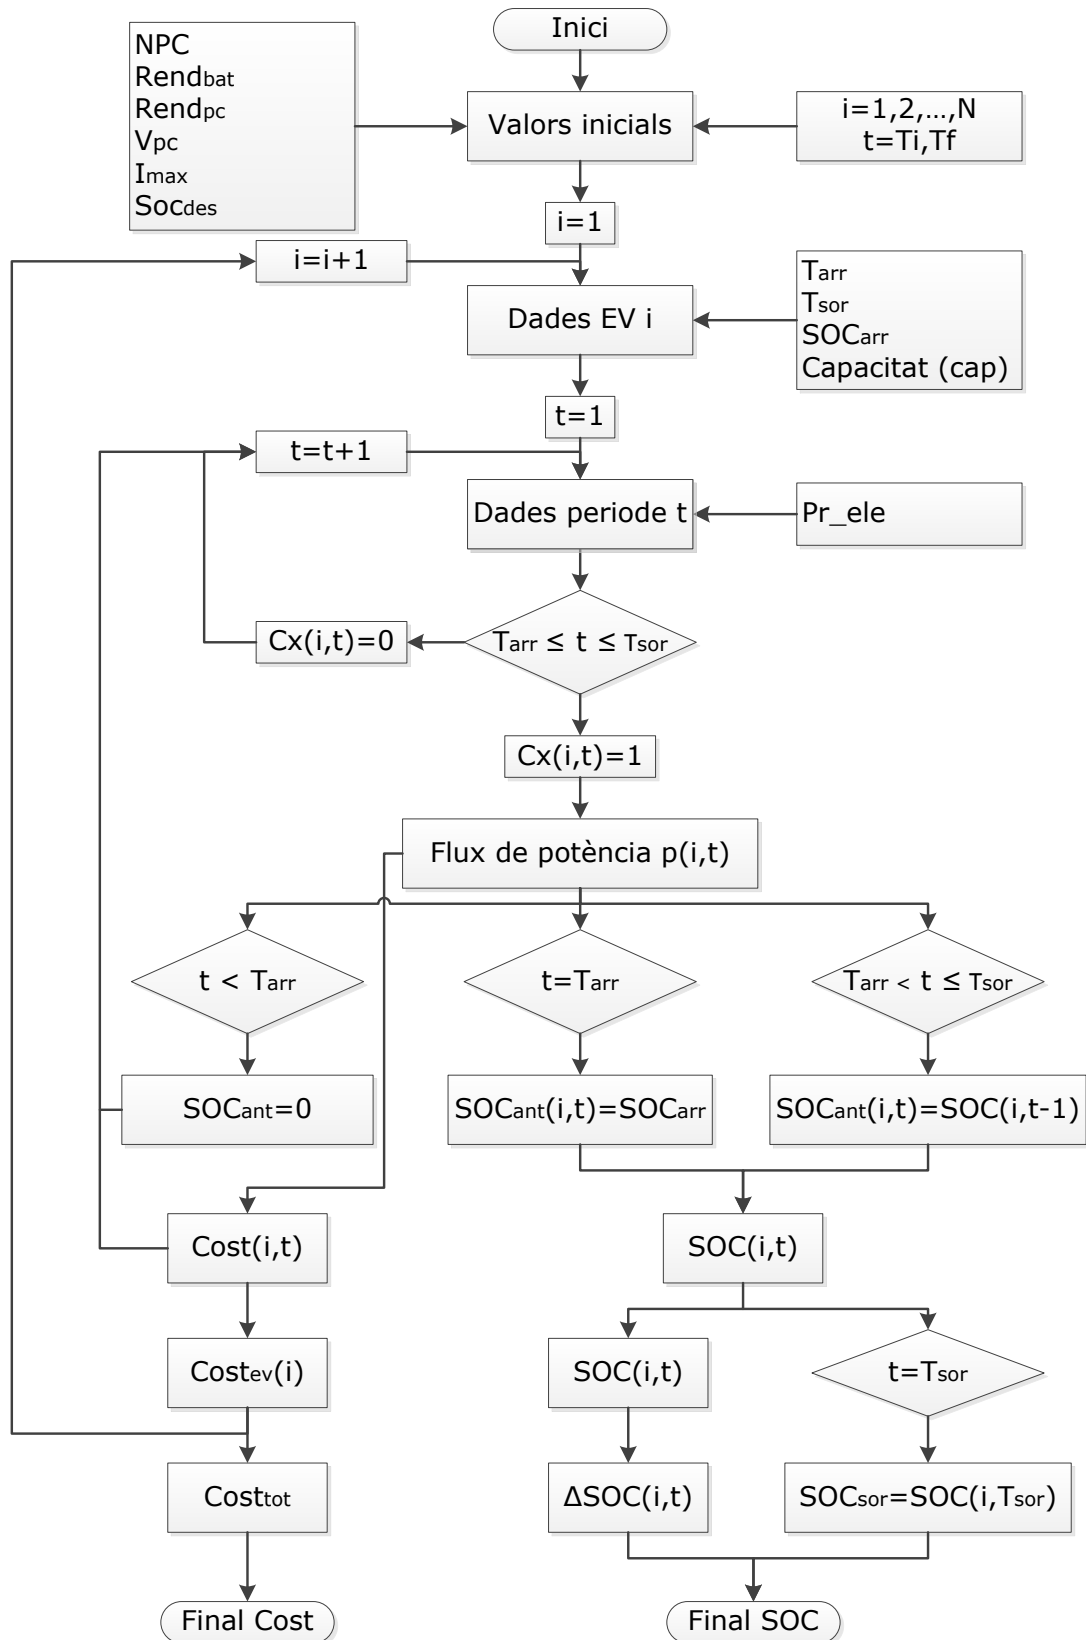 Inici
NPC
Rendbat
Rendpc
Vpc
Imax
Socdes
Valors inicials
i=1,2,...,N
t=Ti,Tf
i=1
i=i+1
Dades EV i
Tarr
Tsor
SOCarr
Capacitat (cap)
t=1
t=t+1
Dades periode t
Pr_ele
Tarr ≤ t ≤ Tsor
Cx(i,t)=0
Cx(i,t)=1
Flux de potència p(i,t)
t < Tarr
t=Tarr
Tarr < t ≤ Tsor
SOCant=0
SOCant(i,t)=SOCarr
SOCant(i,t)=SOC(i,t-1)
Cost(i,t)
SOC(i,t)
Costev(i)
SOC(i,t)
t=Tsor
Costtot
ΔSOC(i,t)
SOCsor=SOC(i,Tsor)
Final Cost
Final SOC